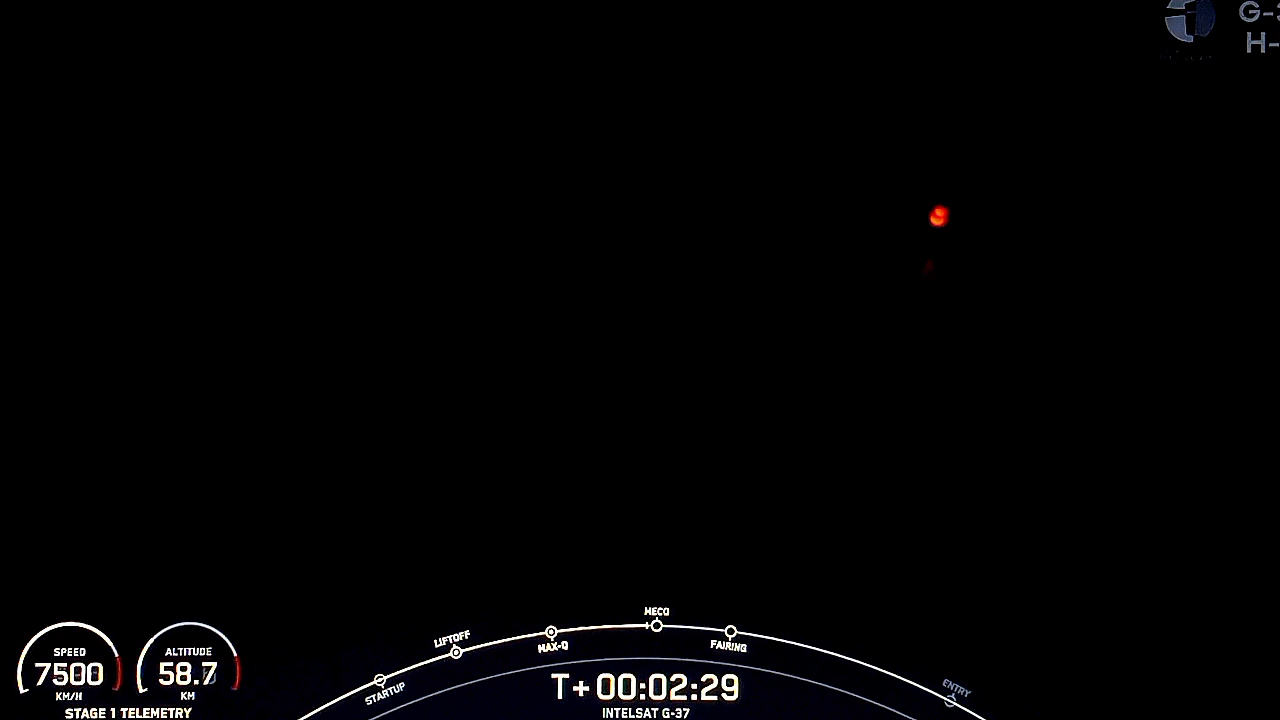 G-3
H-
MECO
LIFTOFF
MAX-Q
FAIRING
STARTUP
ENTRY
SPEED
7500
KM/H
ALTITUDE
58.7
KM
STAGE 1 TELEMETRY
T+00:02:29
INTELSAT G-37